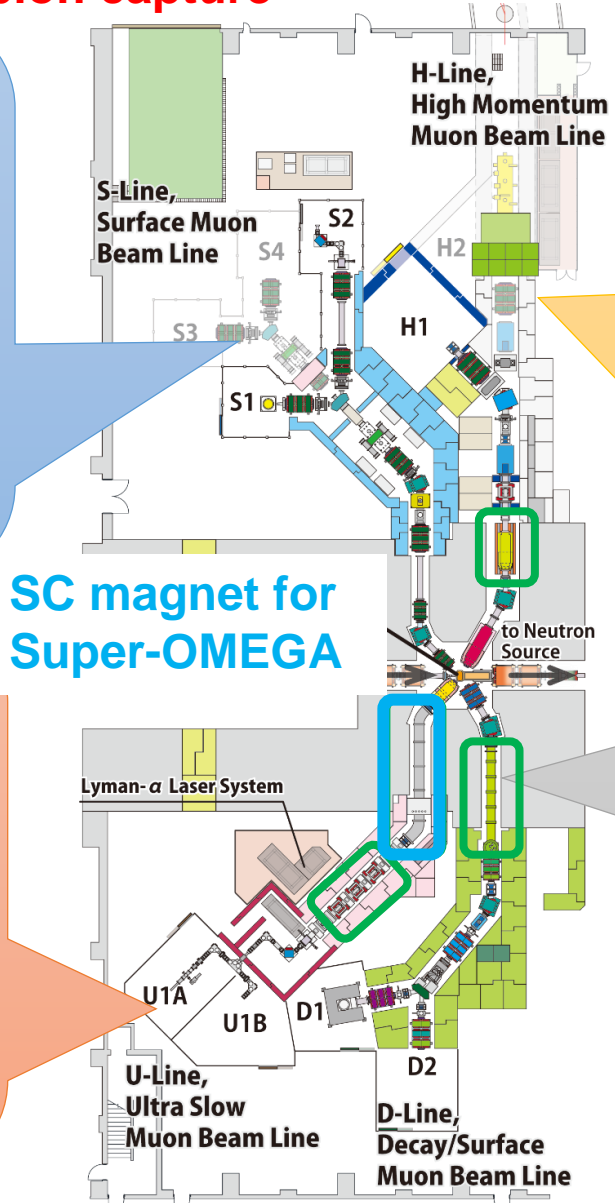 H-Line,
High Momentum
Muon Beam Line
S-Line,
Surface Muon
Beam Line
S2
S4
H2
S3
H1
S1
SC magnet for
Super-OMEGA
to Neutron
Source
Lyman-α Laser System
U1A
U1B
D1
D2
U-Line,
Ultra Slow
Muon Beam Line
D-Line,
Decay/Surface
Muon Beam Line